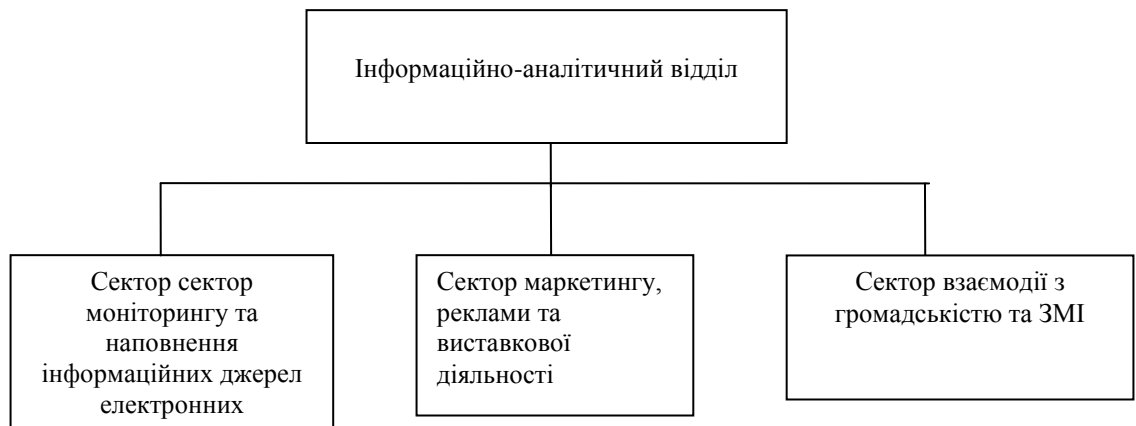 Інформаційно-аналітичний відділ
Сектор сектор
моніторингу та
наповнення
інформаційних джерел
електронних
Сектор маркетингу,
реклами та
виставкової
діяльності
Сектор взаємодії з
громадськістю та ЗМІ